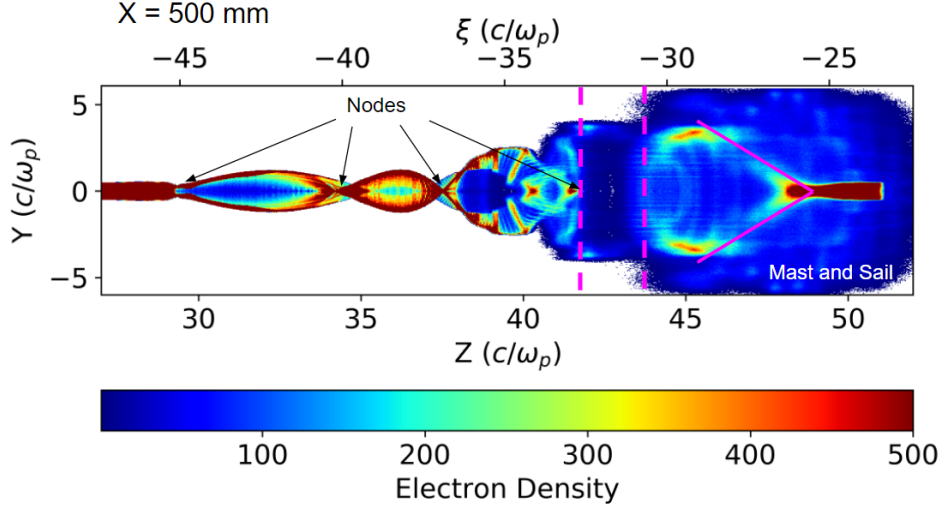 X = 500 mm
ξ (c/ω_p)
−45 −40 −35 −30 −25
Nodes
5
0
−5
Y (c/ω_p)
Mast and Sail
30 35 40 45 50
Z (c/ω_p)
100 200 300 400 500
Electron Density